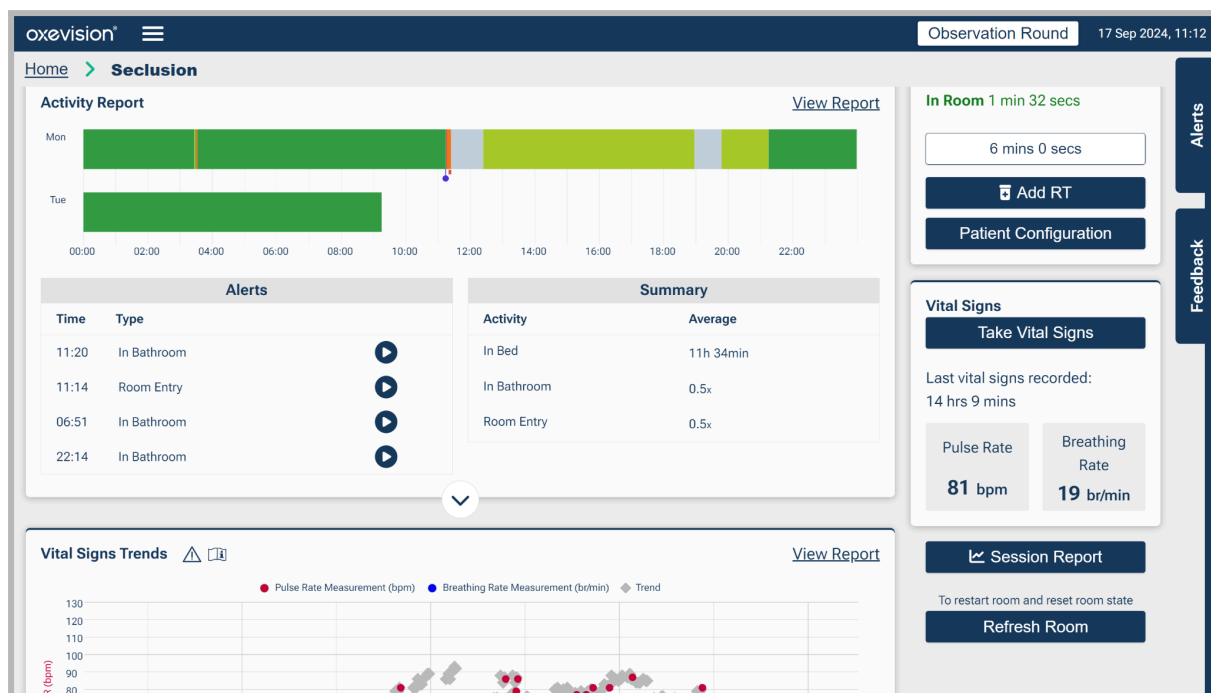 oxevision®
Observation Round
17 Sep 2024, 11:12
Home > Seclusion
Activity Report
View Report
Mon
Tue
00:00 02:00 04:00 06:00 08:00 10:00 12:00 14:00 16:00 18:00 20:00 22:00
Alerts
Time Type
11:20 In Bathroom
11:14 Room Entry
06:51 In Bathroom
22:14 In Bathroom
Summary
Activity Average
In Bed 11h 34min
In Bathroom 0.5x
Room Entry 0.5x
Vital Signs Trends
View Report
Pulse Rate Measurement (bpm) Breathing Rate Measurement (br/min) Trend
130
120
110
100
90
80
(bpm)
In Room 1 min 32 secs
6 mins 0 secs
Add RT
Patient Configuration
Vital Signs
Take Vital Signs
Last vital signs recorded:
14 hrs 9 mins
Pulse Rate
81 bpm
Breathing
Rate
19 br/min
Session Report
To restart room and reset room state
Refresh Room
Alerts
Feedback